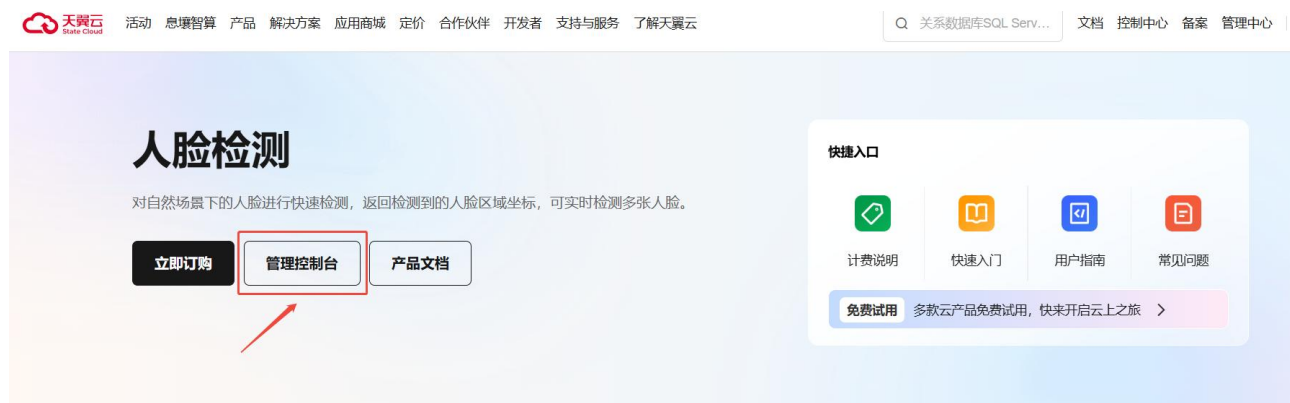 天翼云 活动 息壤智算 产品 解决方案 应用商城 定价 合作伙伴 开发者 支持与服务 了解天翼云 关系数据库SQL Serv... 文档 控制中心 备案 管理中心
State Cloud
人脸检测
对自然场景下的人脸进行快速检测，返回检测到的人脸区域坐标，可实时检测多张人脸。
立即订购 管理控制台 产品文档
快捷入口
计费说明 快速入门 用户指南 常见问题
免费试用 多款云产品免费试用，快来开启云上之旅